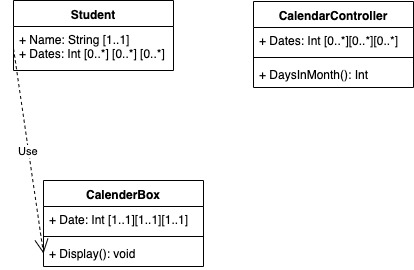 Student
+ Name: String [1..1]
+ Dates: Int [0..*] [0..*] [0..*]
CalendarController
+ Dates: Int [0..*][0..*][0..*]
+ DaysInMonth(): Int
Use
CalenderBox
+ Date: Int [1..1][1..1][1..1]
+ Display(): void